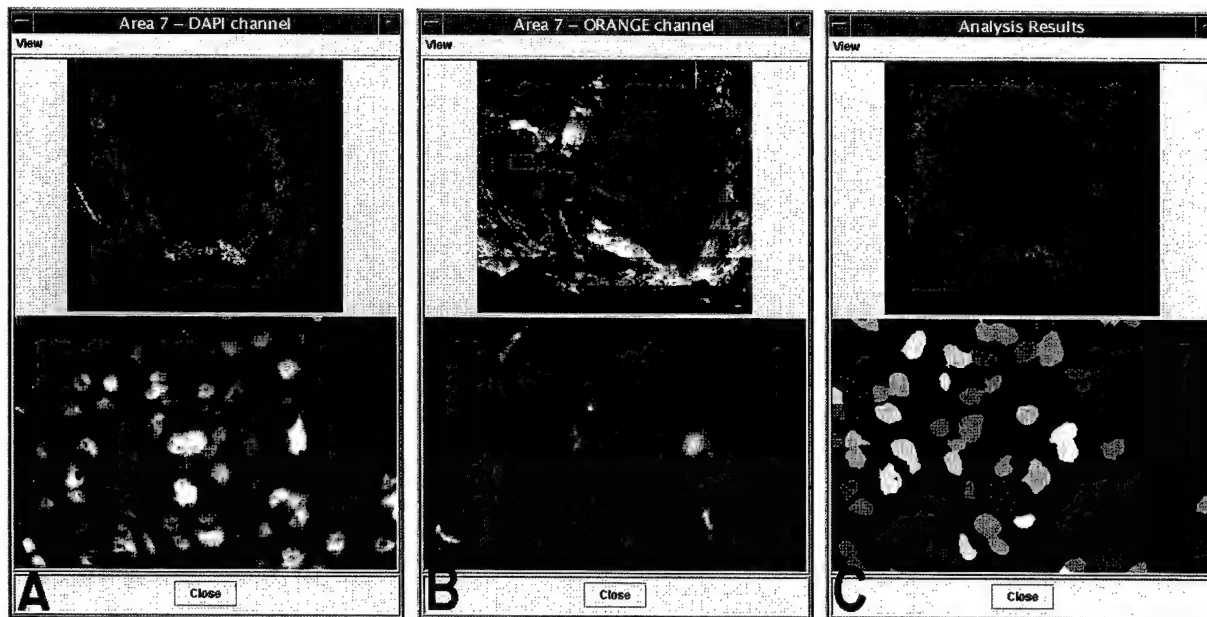 Area 7 – DAPI channel
View
Close
A
Area 7 – ORANGE channel
View
Close
B
Analysis Results
View
Close
C